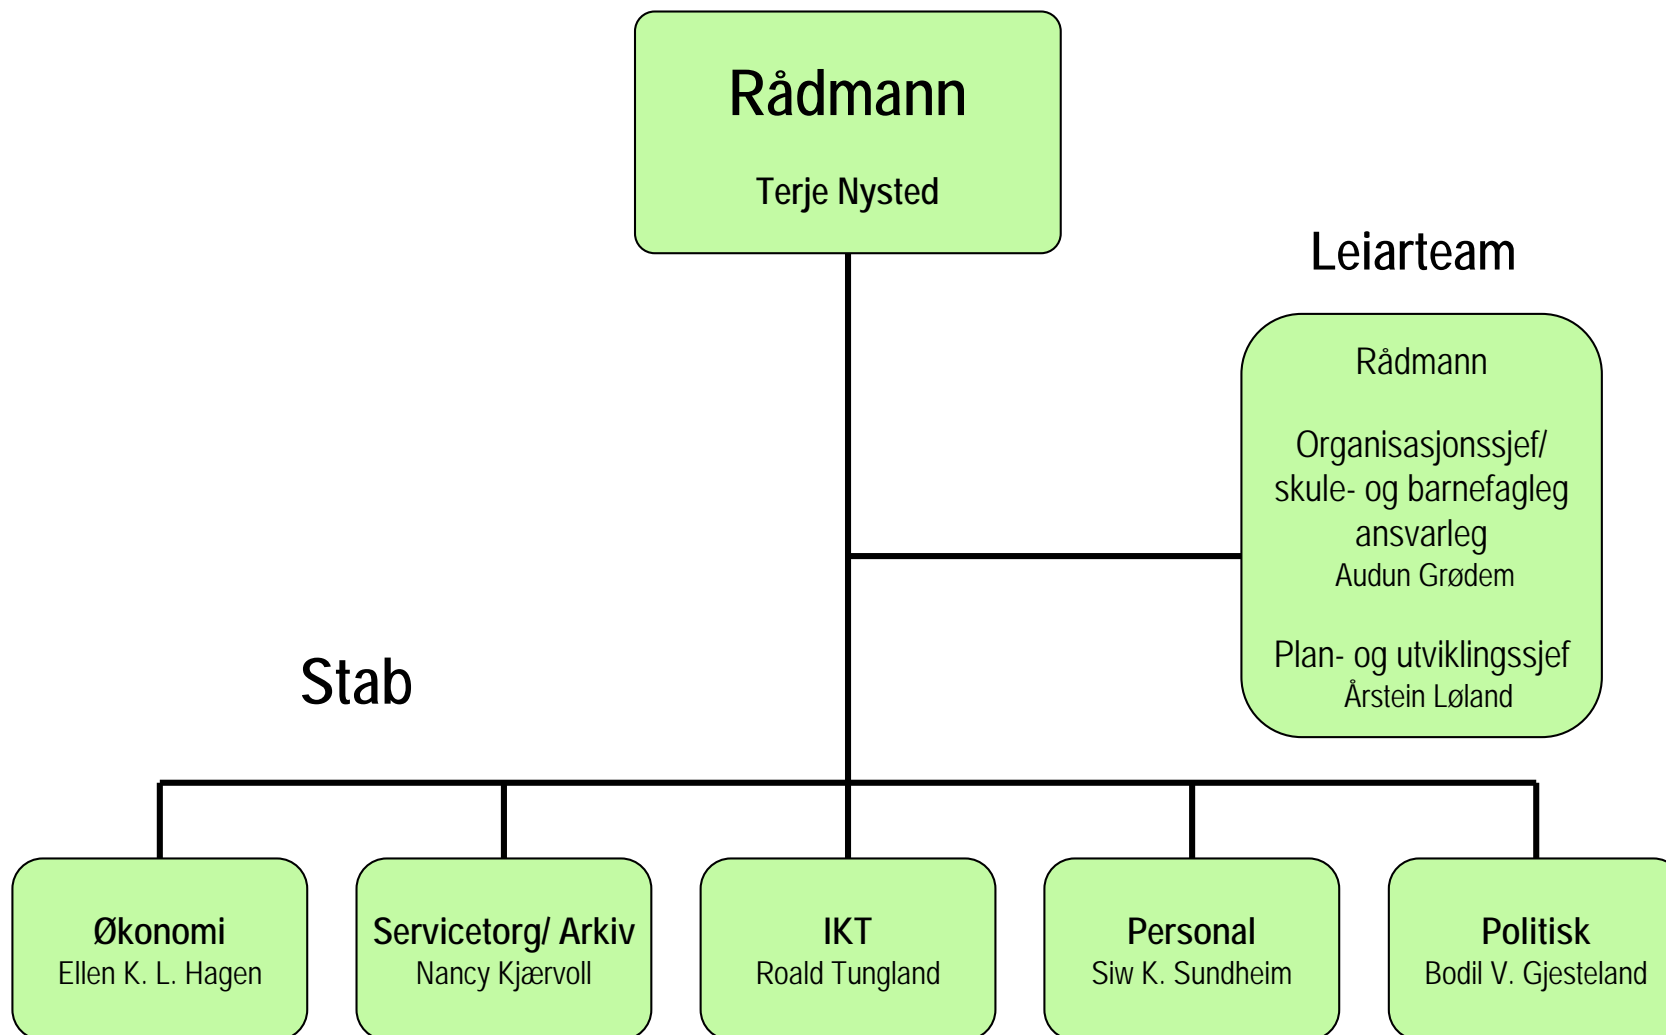 Rådmann
Terje Nysted
Leiarteam
Rådmann
Organisasjonssjef/
skule- og barnefagleg
ansvarleg
Audun Grødem
Plan- og utviklingssjef
Årstein Løland
Stab
Økonomi
Ellen K. L. Hagen
Servicetorg/ Arkiv
Nancy Kjærvoll
IKT
Roald Tungland
Personal
Siw K. Sundheim
Politisk
Bodil V. Gjesteland